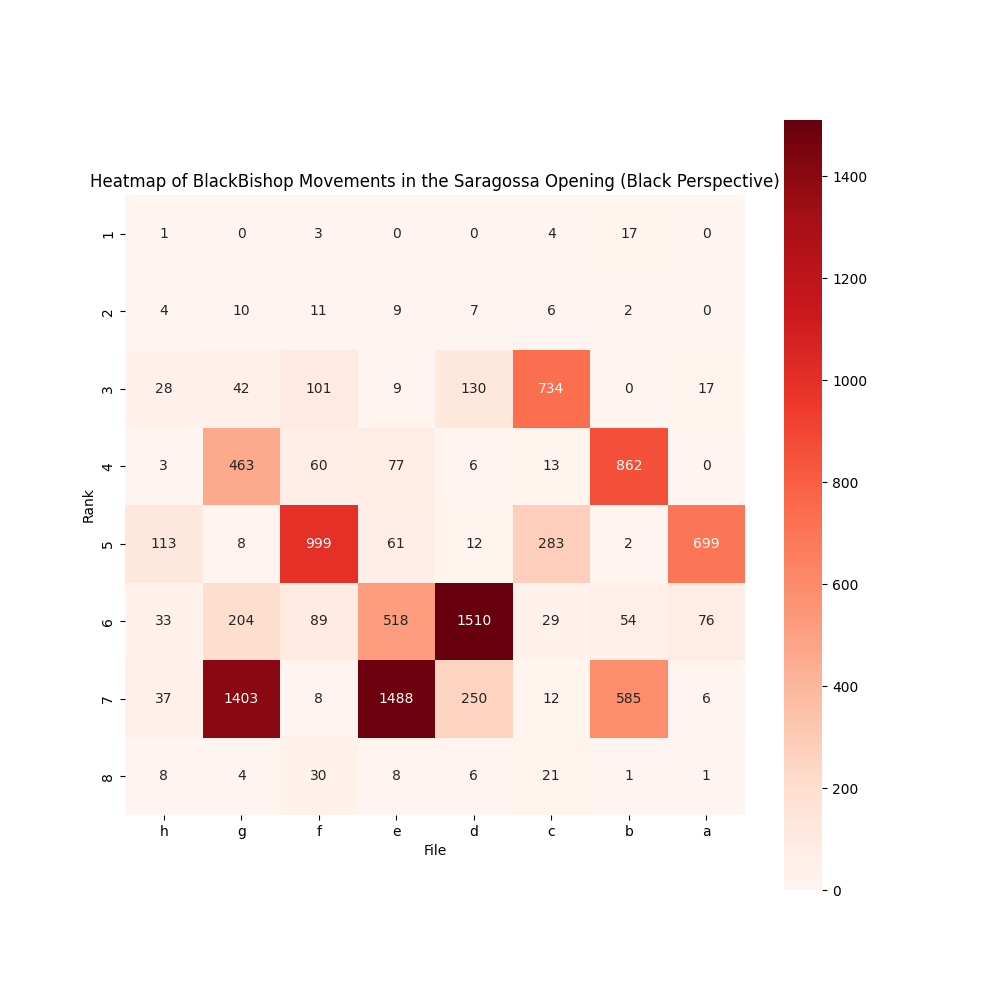 Heatmap of BlackBishop Movements in the Saragossa Opening (Black Perspective)
1 1 0 3 0 0 4 17 0
2 4 10 11 9 7 6 2 0
3 28 42 101 9 130 734 0 17
4 3 463 60 77 6 13 862 0
5 113 8 999 61 12 283 2 699
6 33 204 89 518 1510 29 54 76
7 37 1403 8 1488 250 12 585 6
8 8 4 30 8 6 21 1 1
h g f e d c b a
File
Rank
1400
1200
1000
800
600
400
200
0